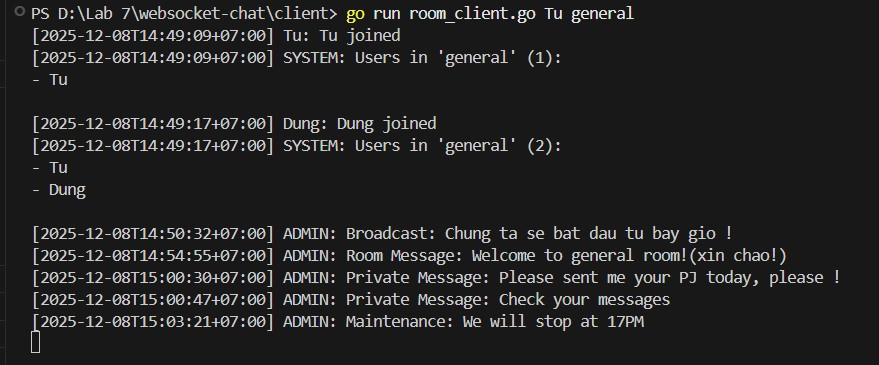 PS D:\Lab 7\websocket-chat\client> go run room_client.go Tu general
[2025-12-08T14:49:09+07:00] Tu: Tu joined
[2025-12-08T14:49:09+07:00] SYSTEM: Users in 'general' (1):
- Tu
[2025-12-08T14:49:17+07:00] Dung: Dung joined
[2025-12-08T14:49:17+07:00] SYSTEM: Users in 'general' (2):
- Tu
- Dung
[2025-12-08T14:50:32+07:00] ADMIN: Broadcast: Chung ta se bat dau tu bay gio !
[2025-12-08T14:54:55+07:00] ADMIN: Room Message: Welcome to general room!(xin chao!)
[2025-12-08T15:00:30+07:00] ADMIN: Private Message: Please sent me your PJ today, please !
[2025-12-08T15:00:47+07:00] ADMIN: Private Message: Check your messages
[2025-12-08T15:03:21+07:00] ADMIN: Maintenance: We will stop at 17PM